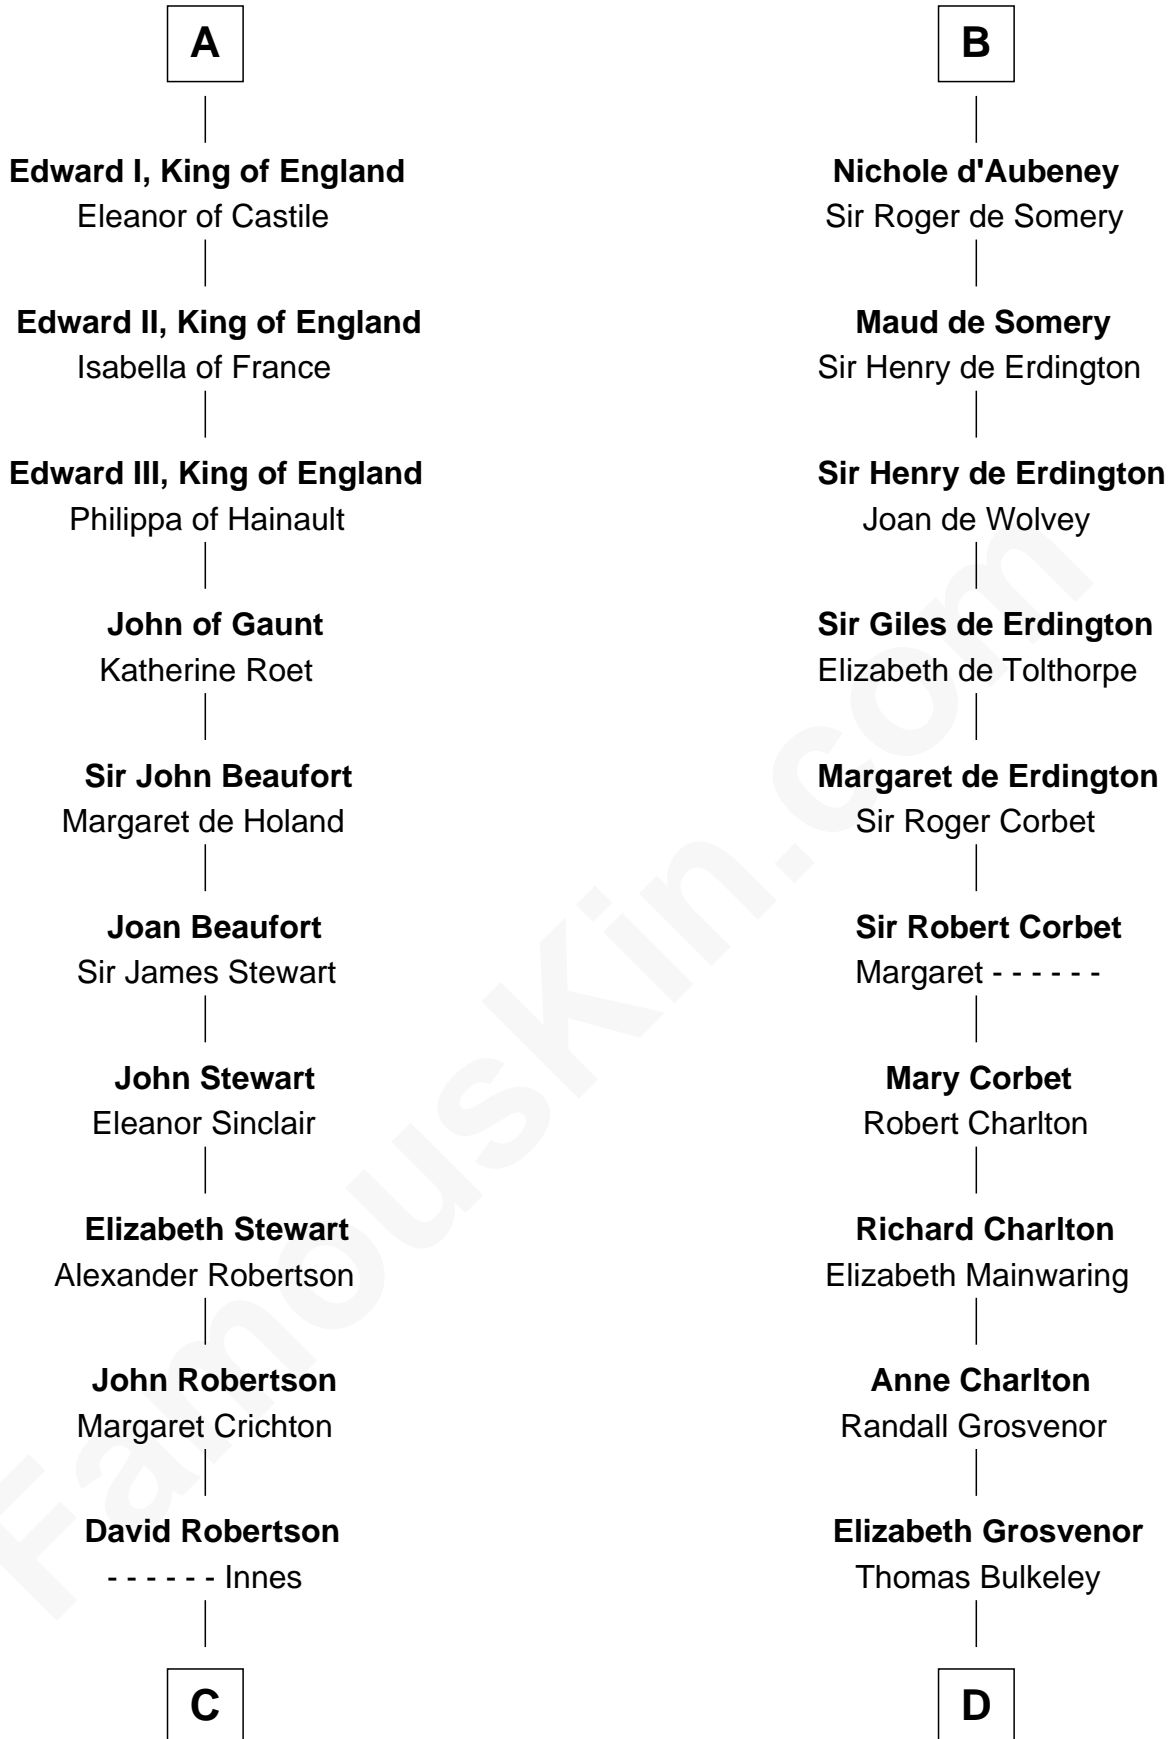 A
Edward I, King of England
Eleanor of Castile
Edward II, King of England
Isabella of France
Edward III, King of England
Philippa of Hainault
John of Gaunt
Katherine Roet
Sir John Beaufort
Margaret de Holand
Joan Beaufort
Sir James Stewart
John Stewart
Eleanor Sinclair
Elizabeth Stewart
Alexander Robertson
John Robertson
Margaret Crichton
David Robertson
- - - - - - Innes
C
B
Nichole d'Aubeney
Sir Roger de Somery
Maud de Somery
Sir Henry de Erdington
Sir Henry de Erdington
Joan de Wolvey
Sir Giles de Erdington
Elizabeth de Tolthorpe
Margaret de Erdington
Sir Roger Corbet
Sir Robert Corbet
Margaret - - - - - -
Mary Corbet
Robert Charlton
Richard Charlton
Elizabeth Mainwaring
Anne Charlton
Randall Grosvenor
Elizabeth Grosvenor
Thomas Bulkeley
D
FamousKin.com